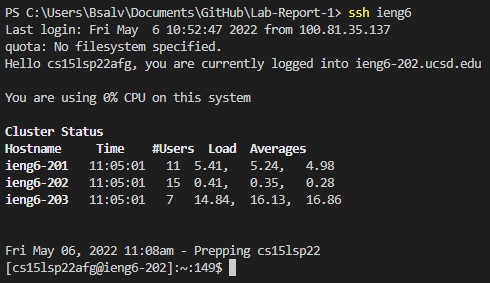 PS C:\Users\Bsalv\Documents\GitHub\Lab-Report-1> ssh ieng6
Last login: Fri May  6 10:52:47 2022 from 100.81.35.137
quota: No filesystem specified.
Hello cs15lsp22afg, you are currently logged into ieng6-202.ucsd.edu
You are using 0% CPU on this system
Cluster Status
Hostname     Time    #Users  Load  Averages
ieng6-201   11:05:01   11  5.41,   5.24,   4.98
ieng6-202   11:05:01   15  0.41,   0.35,   0.28
ieng6-203   11:05:01   7   14.84,  16.13,  16.86
Fri May 06, 2022 11:08am - Prepping cs15lsp22
[cs15lsp22afg@ieng6-202]:~:149$